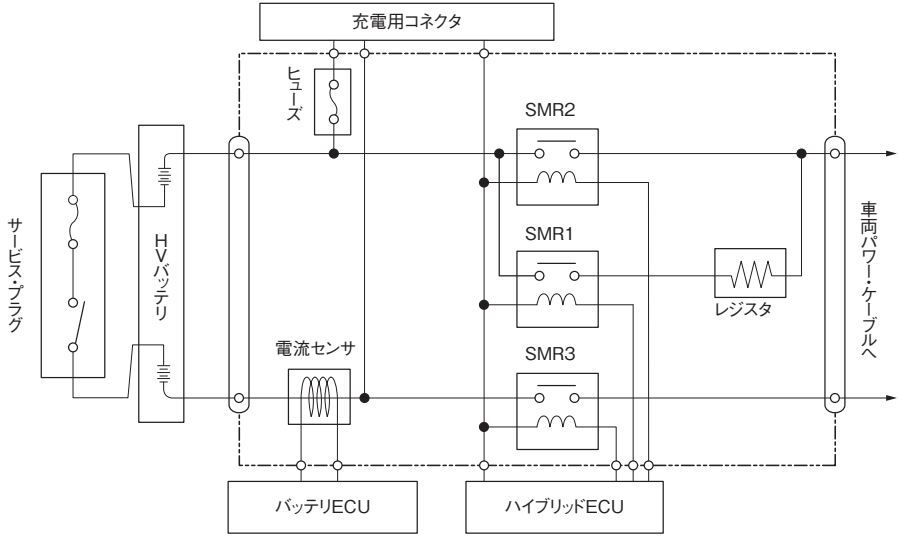 充電用コネクタ
ヒューズ
SMR2
サービス・プラグ
HVバッテリ
SMR1
レジスタ
車両パワー・ケーブルへ
電流センサ
SMR3
バッテリECU
ハイブリッドECU